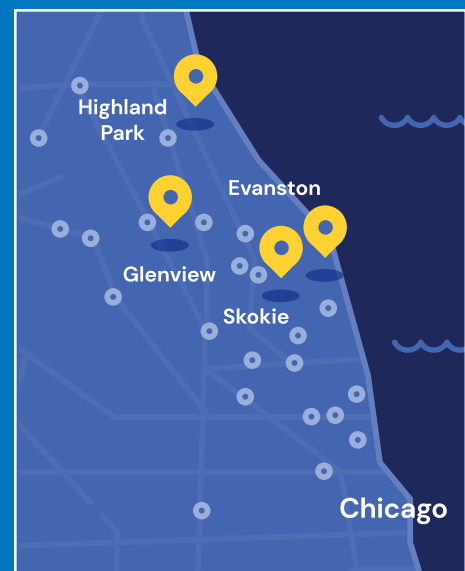 Highland
Park
Evanston
Glenview
Skokie
Chicago